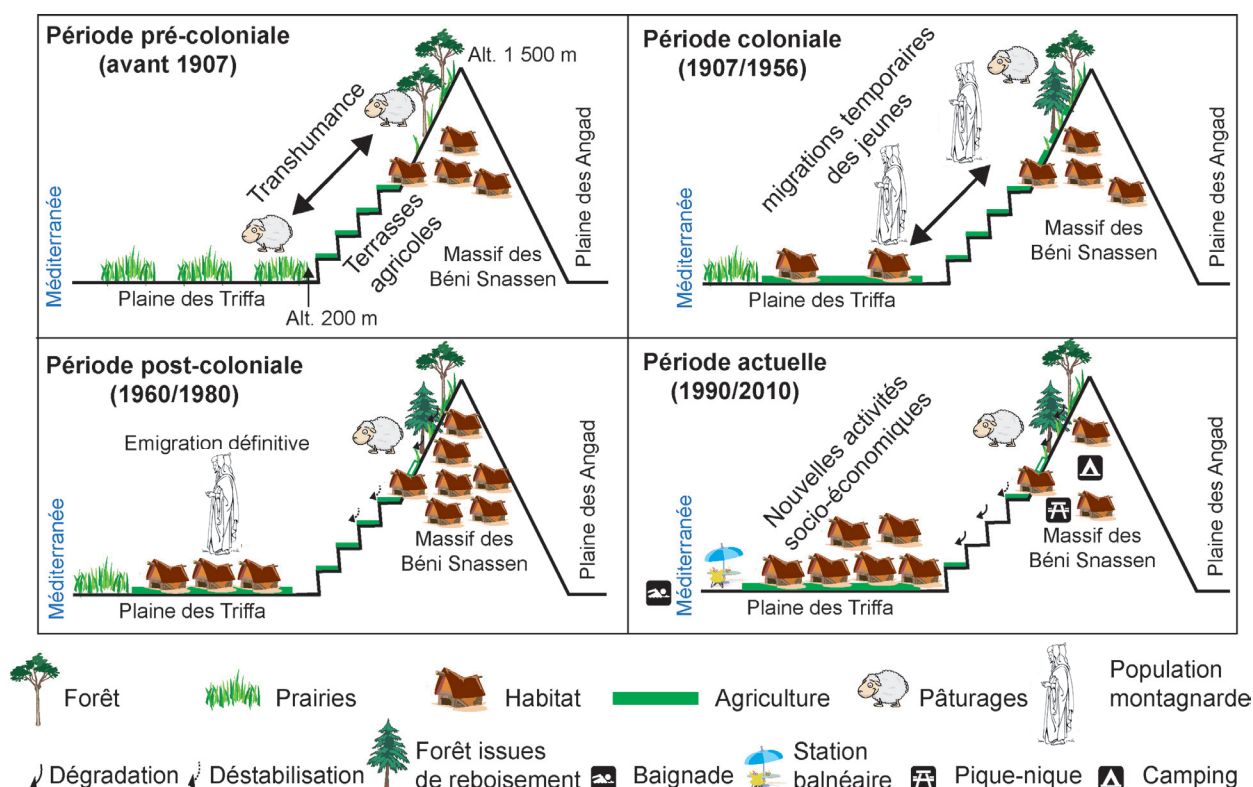 Période pré-coloniale
(avant 1907)
Alt. 1 500 m
Transhumance
Terrasses
agricoles
Méditerranée
Plaine des Triffa
Alt. 200 m
Massif des
Béni Snassen
Plaine des Angad
Période coloniale
(1907/1956)
migrations temporaires
des jeunes
Méditerranée
Plaine des Triffa
Massif des
Béni Snassen
Plaine des Angad
Période post-coloniale
(1960/1980)
Emigration définitive
Méditerranée
Plaine des Triffa
Massif des
Béni Snassen
Plaine des Angad
Période actuelle
(1990/2010)
Nouvelles activités
socio-économiques
Méditerranée
Plaine des Triffa
Massif des
Béni Snassen
Plaine des Angad
Forêt
Prairies
Habitat
Agriculture
Pâturages
Population
montagnarde
Dégradation
Déstabilisation
Forêt issues
de reboisement
Baignade
Station
balnéaire
Pique-nique
Camping